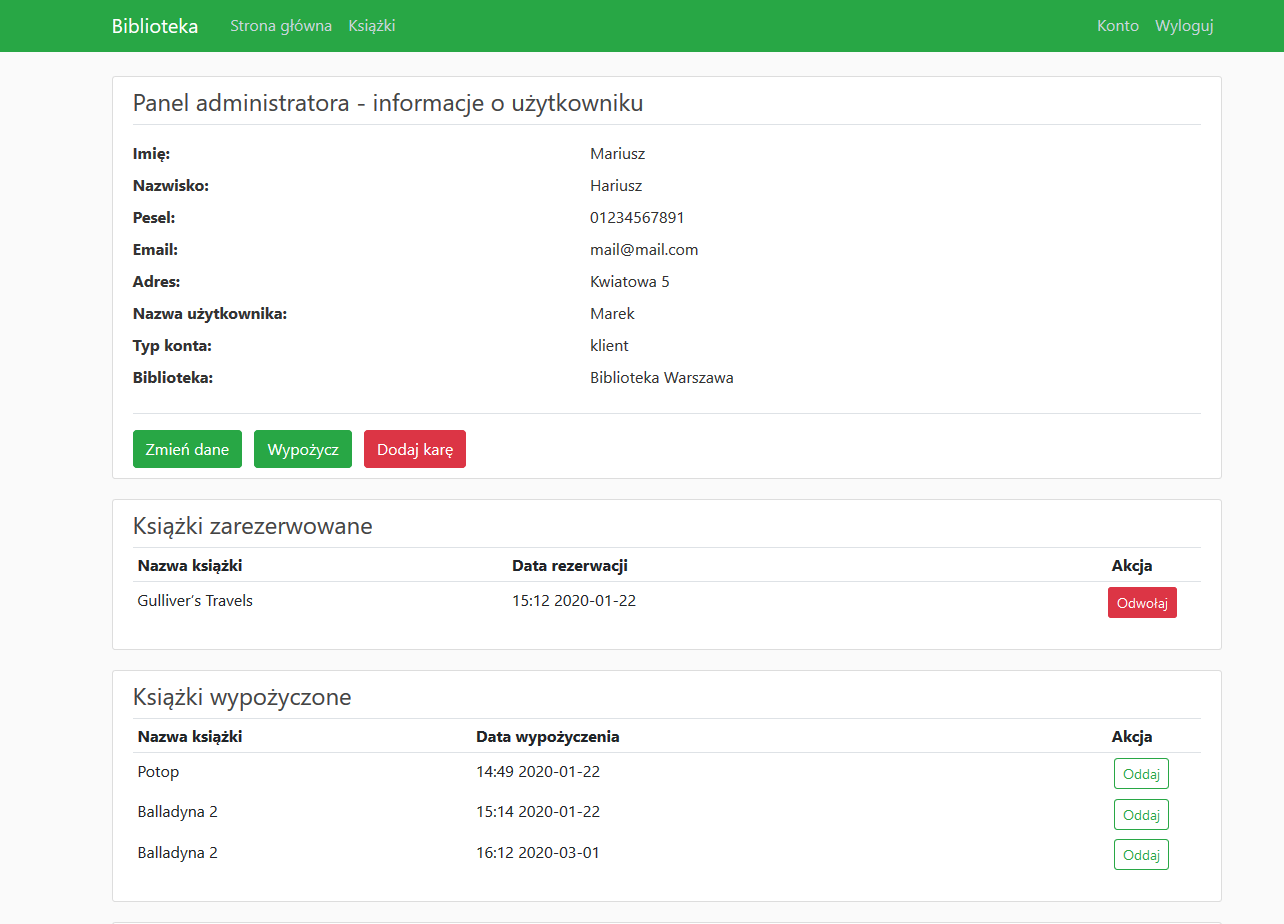 Biblioteka Strona główna Książki Konto Wyloguj
Panel administratora - informacje o użytkowniku
Imię: Mariusz
Nazwisko: Hariusz
Pesel: 01234567891
Email: mail@mail.com
Adres: Kwiatowa 5
Nazwa użytkownika: Marek
Typ konta: klient
Biblioteka: Biblioteka Warszawa
Zmień dane Wypożycz Dodaj karę
Książki zarezerwowane
Nazwa książki Data rezerwacji Akcja
Gulliver's Travels 15:12 2020-01-22 Odwołaj
Książki wypożyczone
Nazwa książki Data wypożyczenia Akcja
Potop 14:49 2020-01-22 Oddaj
Balladyna 2 15:14 2020-01-22 Oddaj
Balladyna 2 16:12 2020-03-01 Oddaj